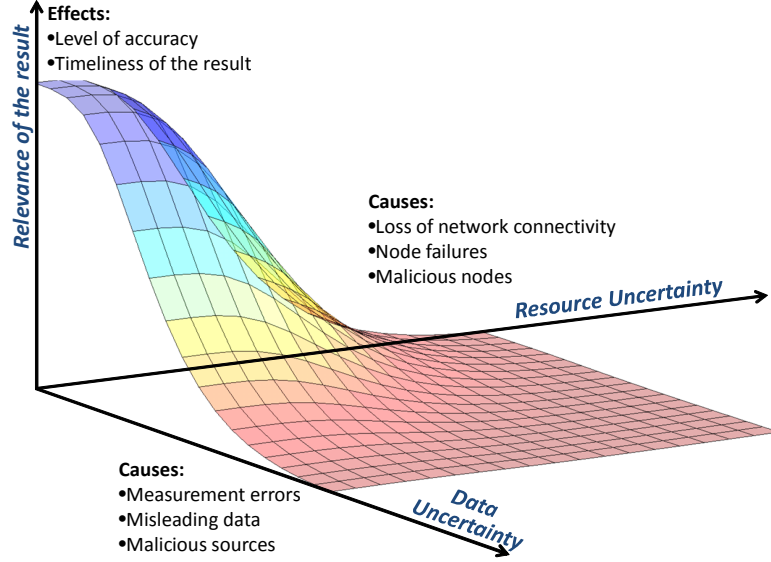 Effects:
•Level of accuracy
•Timeliness of the result
Relevance of the result
Causes:
•Loss of network connectivity
•Node failures
•Malicious nodes
Resource Uncertainty
Causes:
•Measurement errors
•Misleading data
•Malicious sources
Data
Uncertainty